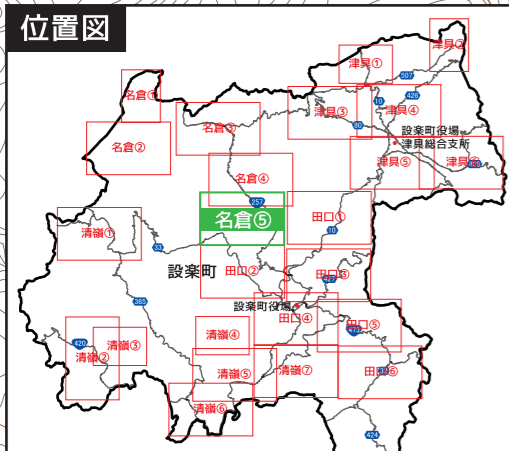 位置図
津具②
津具①
507
名倉①
津具③
10
426
津具④
名倉③
80
設楽町役場
津具総合支所
名倉②
津具⑤
津具⑥
名倉④
257
名倉⑤
田口①
清嶺①
10
33
設楽町
田口②
田口③
365
設楽町役場
田口④
田口⑤
清嶺④
420
清嶺③
清嶺②
清嶺⑤
清嶺⑦
田口⑥
清嶺⑥
424